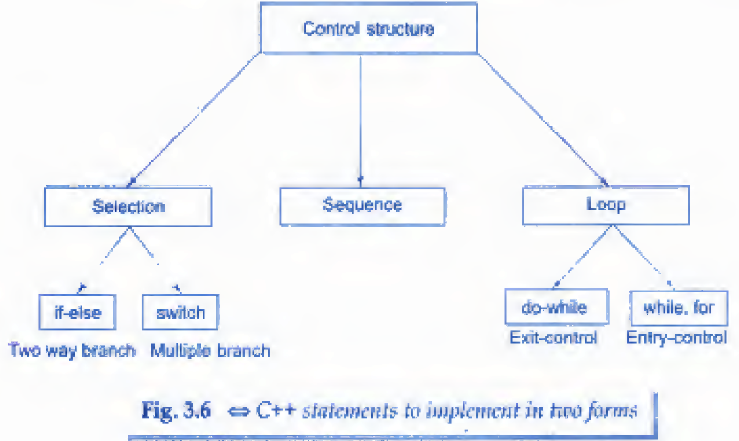 Control structure
Selection
Sequence
Loop
if-else
switch
do-while
while, for
Two way branch
Multiple branch
Exit-control
Entry-control
Fig. 3.6 ⇔ C++ statements to implement in two forms